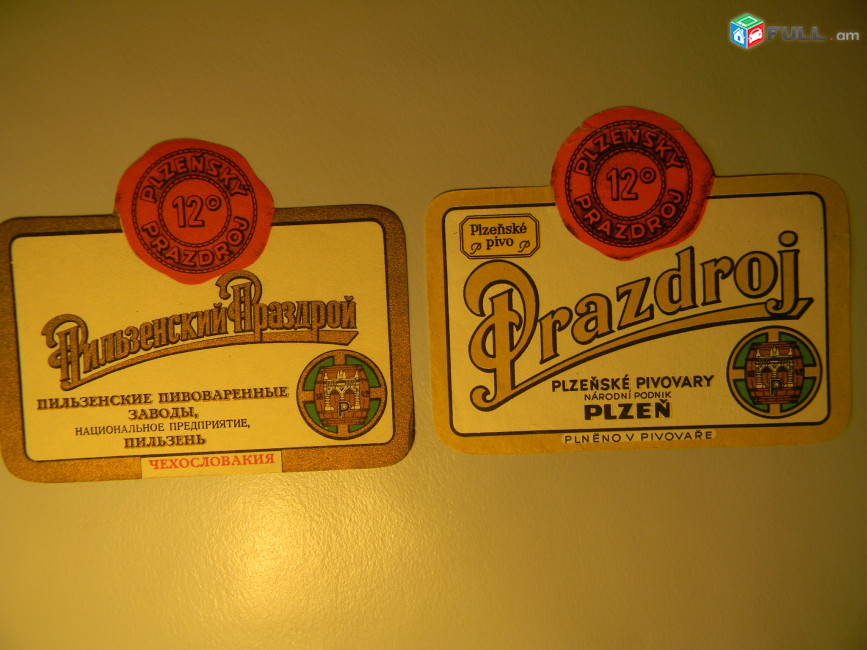 FULL.am
PLZEŇSKÝ
12°
PRAZDROJ
Пильзенский Праздрой
ПИЛЬЗЕНСКИЕ ПИВОВАРЕННЫЕ
ЗАВОДЫ,
НАЦИОНАЛЬНОЕ ПРЕДПРИЯТИЕ,
ПИЛЬЗЕНЬ
P
ЧЕХОСЛОВАКИЯ
PLZEŇSKÝ
12°
PRAZDROJ
Plzeňské
pivo
Prazdroj
PLZEŇSKÉ PIVOVARY
NÁRODNÍ PODNIK
PLZEŇ
P
PLNĚNO V PIVOVAŘE